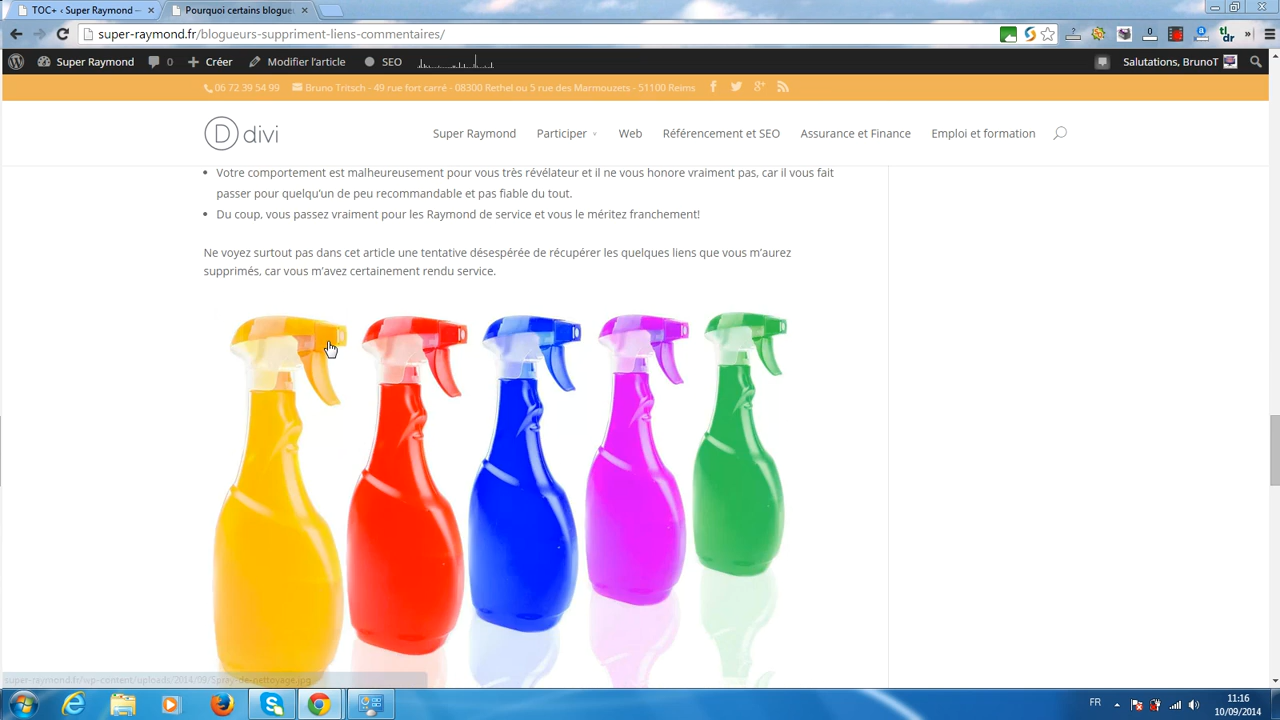 TOC+ ‹ Super Raymond —
Pourquoi certains blogueu
super-raymond.fr/blogueurs-suppriment-liens-commentaires/
Super Raymond 0 + Créer Modifier l’article SEO Salutations, BrunoT
06 72 39 54 99 Bruno Tritsch - 49 rue fort carré - 08300 Rethel ou 5 rue des Marmouzets - 51100 Reims
D divi Super Raymond Participer Web Référencement et SEO Assurance et Finance Emploi et formation
• Votre comportement est malheureusement pour vous très révélateur et il ne vous honore vraiment pas, car il vous fait
passer pour quelqu’un de peu recommandable et pas fiable du tout.
• Du coup, vous passez vraiment pour les Raymond de service et vous le méritez franchement!
Ne voyez surtout pas dans cet article une tentative désespérée de récupérer les quelques liens que vous m’aurez
supprimés, car vous m’avez certainement rendu service.
super-raymond.fr/wp-content/uploads/2014/09/Spray-de-nettoyage.jpg
FR 11:16
10/09/2014